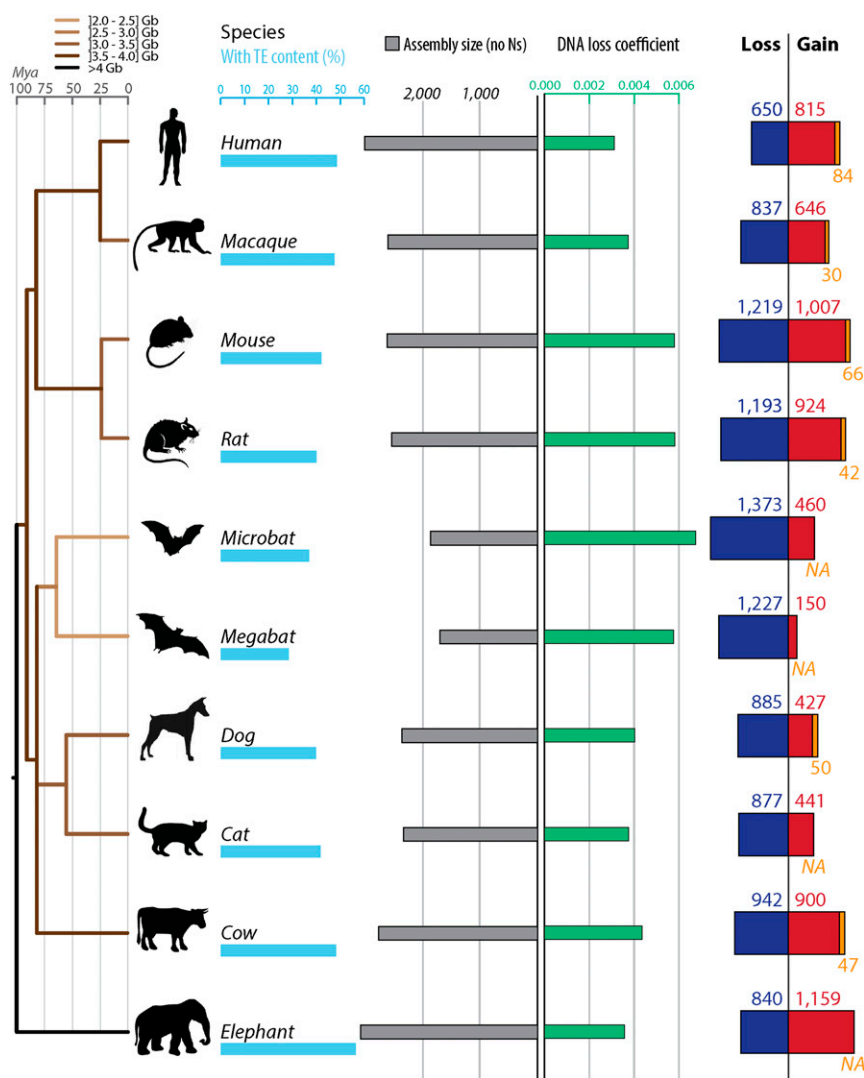 ]2.0 - 2.5] Gb
]2.5 - 3.0] Gb
]3.0 - 3.5] Gb
]3.5 - 4.0] Gb
>4 Gb
Mya
100 75 50 25 0
Species
With TE content (%)
0 10 20 30 40 50 60
Assembly size (no Ns)
2,000 1,000
DNA loss coefficient
0.000 0.002 0.004 0.006
Loss Gain
Human
650 815
84
Macaque
837 646
30
Mouse
1,219 1,007
66
Rat
1,193 924
42
Microbat
1,373 460
NA
Megabat
1,227 150
NA
Dog
885 427
50
Cat
877 441
NA
Cow
942 900
47
Elephant
840 1,159
NA